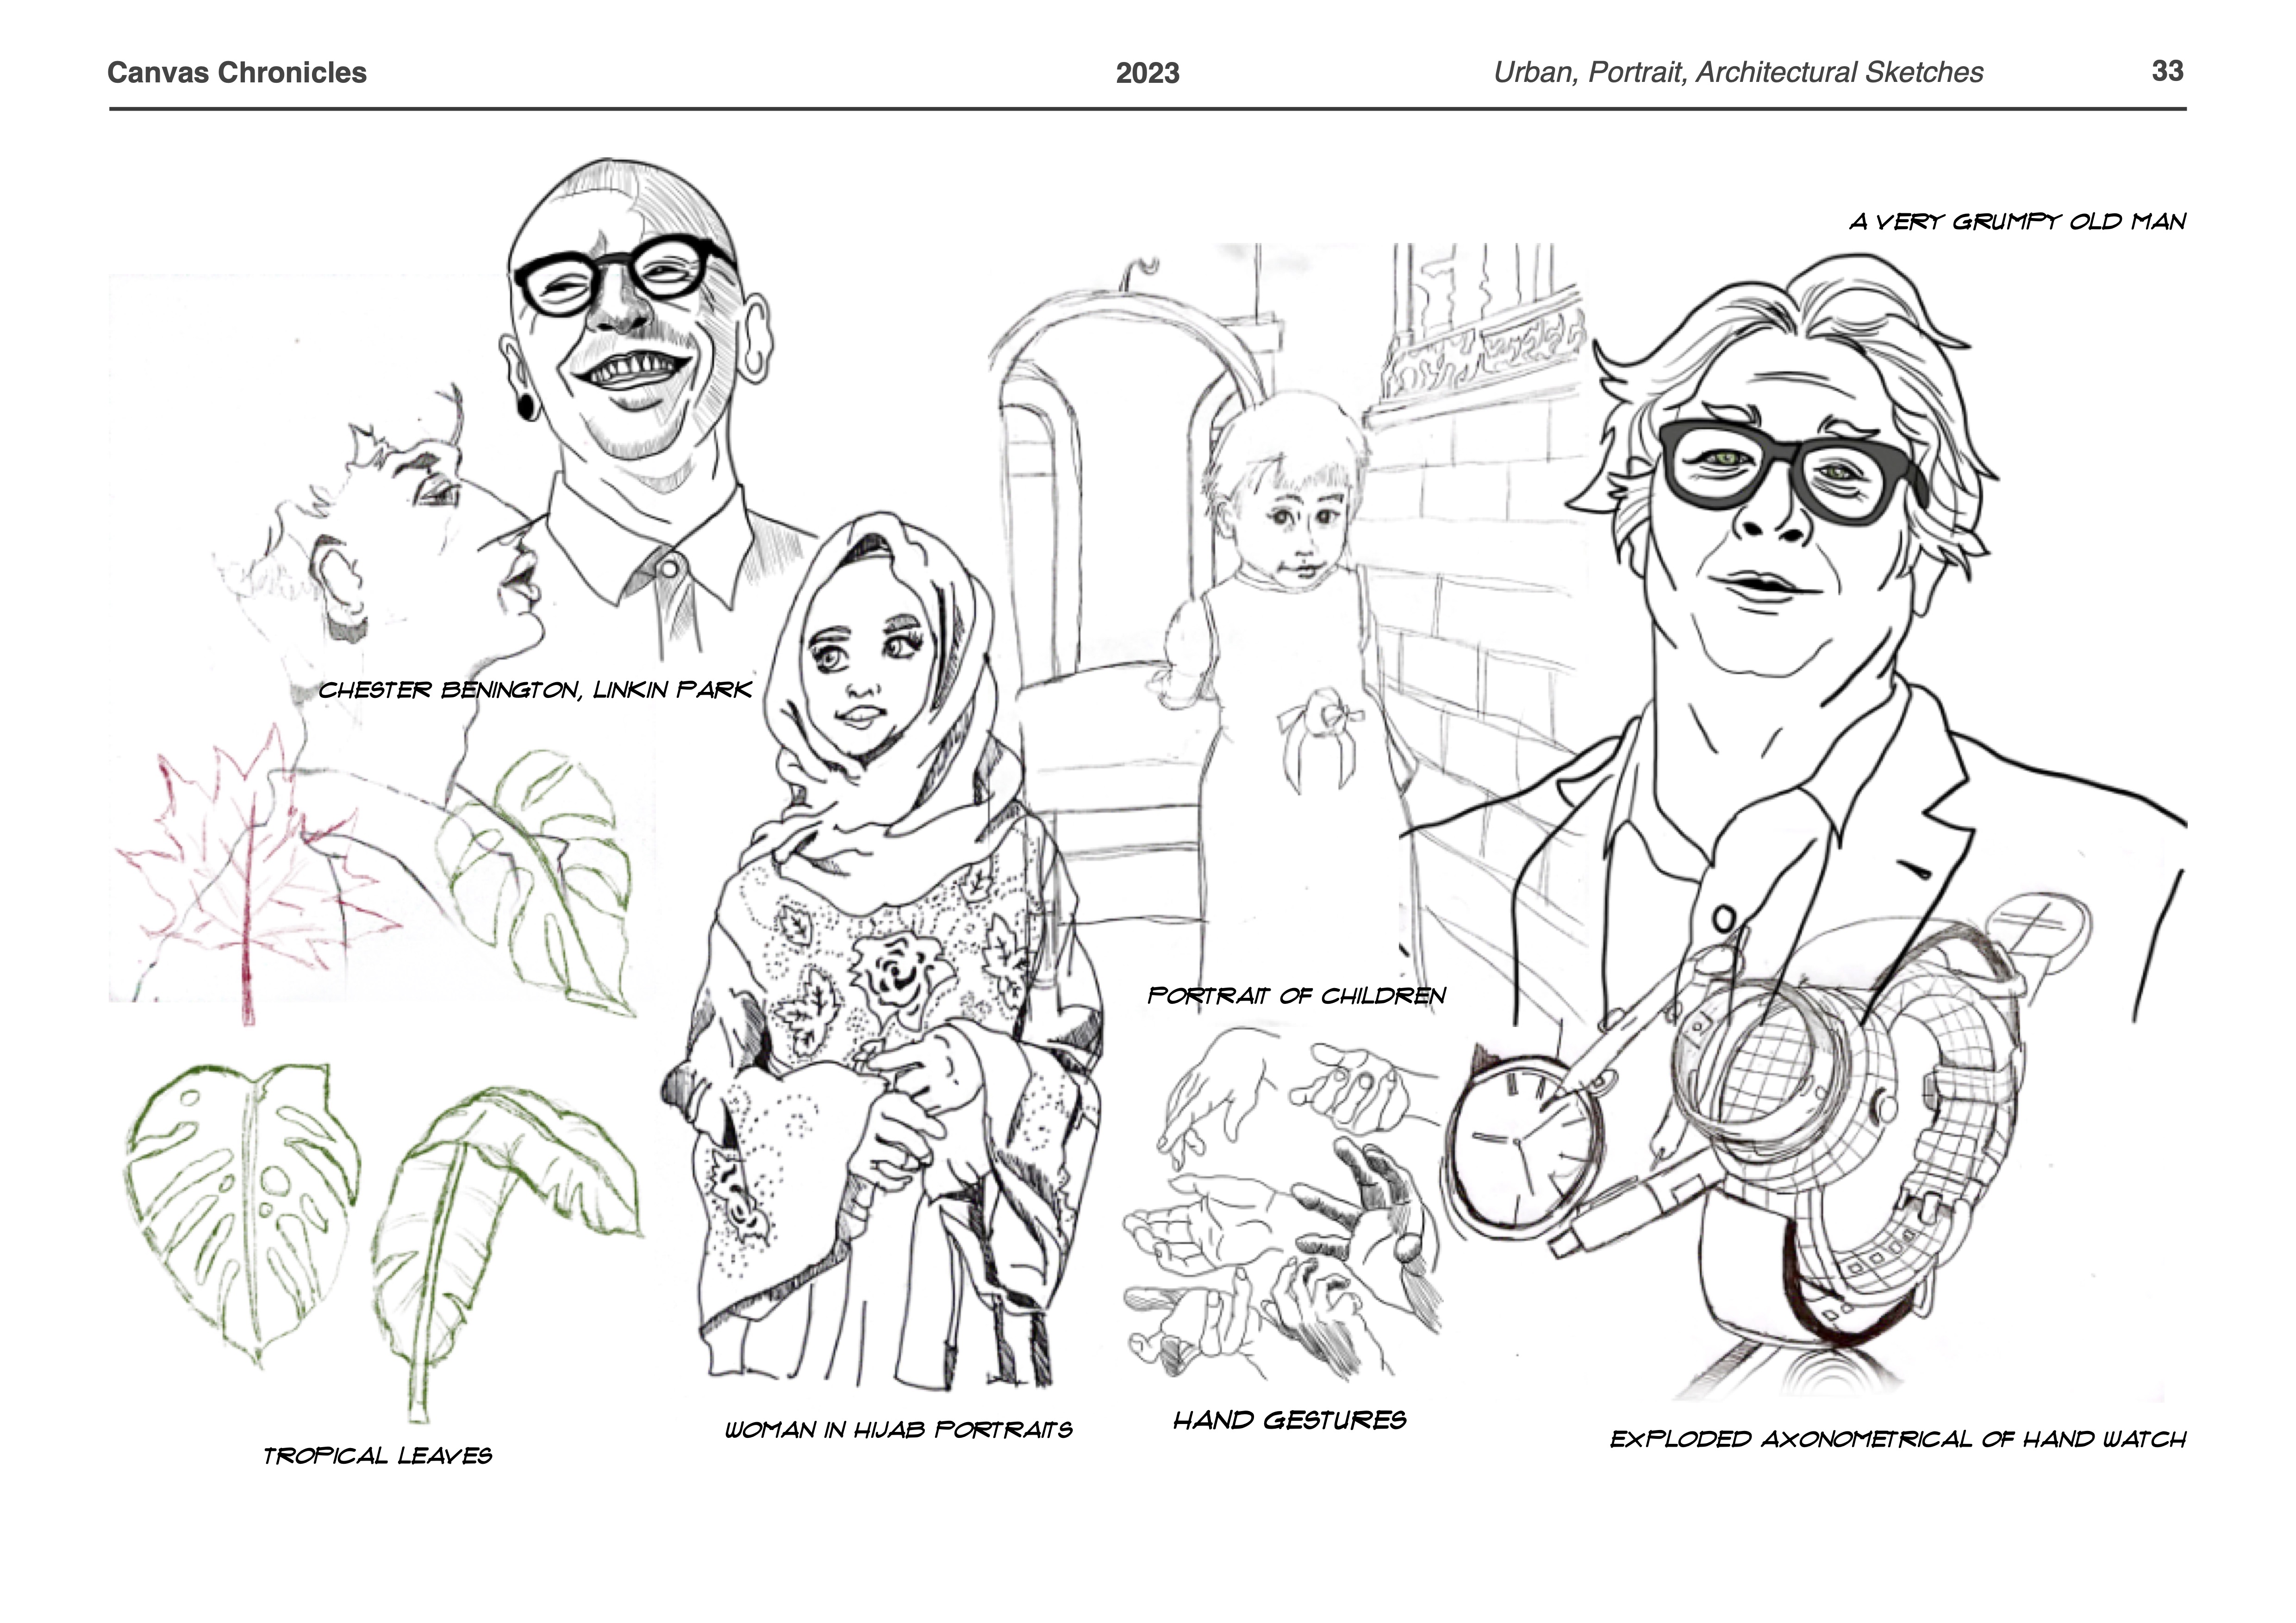 Canvas Chronicles
2023
Urban, Portrait, Architectural Sketches
33
A VERY GRUMPY OLD MAN
CHESTER BENINGTON, LINKIN PARK
PORTRAIT OF CHILDREN
HAND GESTURES
WOMAN IN HIJAB PORTRAITS
EXPLODED AXONOMETRICAL OF HAND WATCH
TROPICAL LEAVES